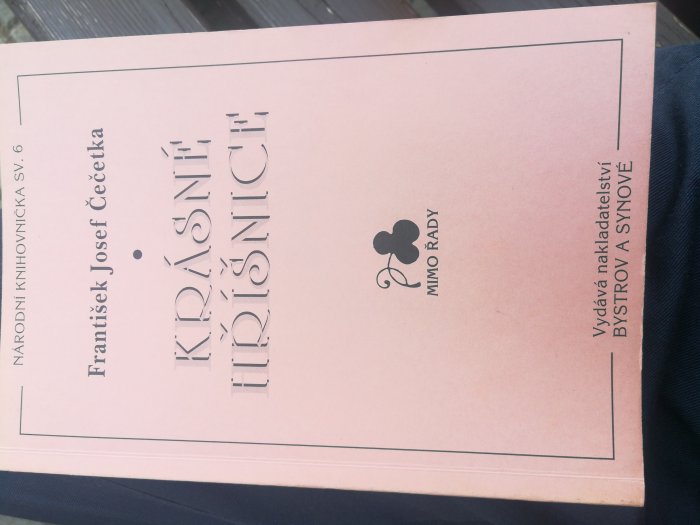 NÁRODNÍ KNIHOVNIČKA SV. 6
František Josef Čečetka
KRÁSNÉ
HŘÍŠNICE
MIMO ŘADY
Vydává nakladatelství
BYSTROV A SYNOVÉ